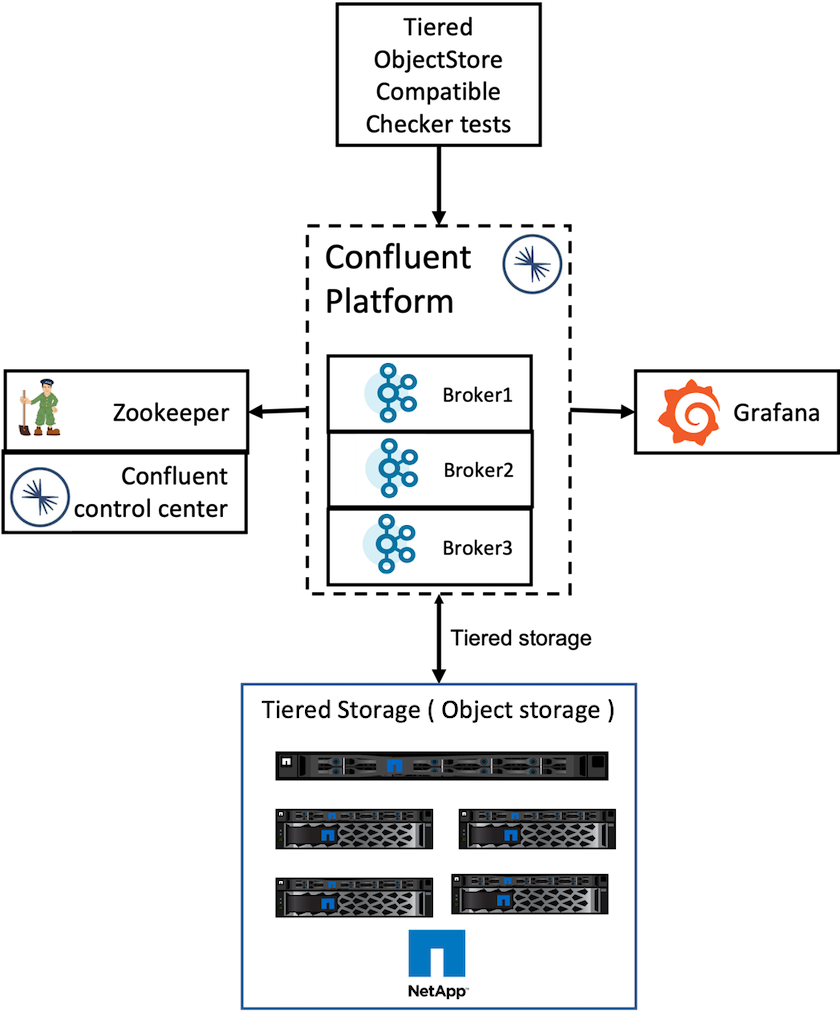 Tiered
ObjectStore
Compatible
Checker tests
Confluent
Platform
Broker1
Broker2
Broker3
Zookeeper
Confluent
control center
Grafana
Tiered storage
Tiered Storage ( Object storage )
NetApp™